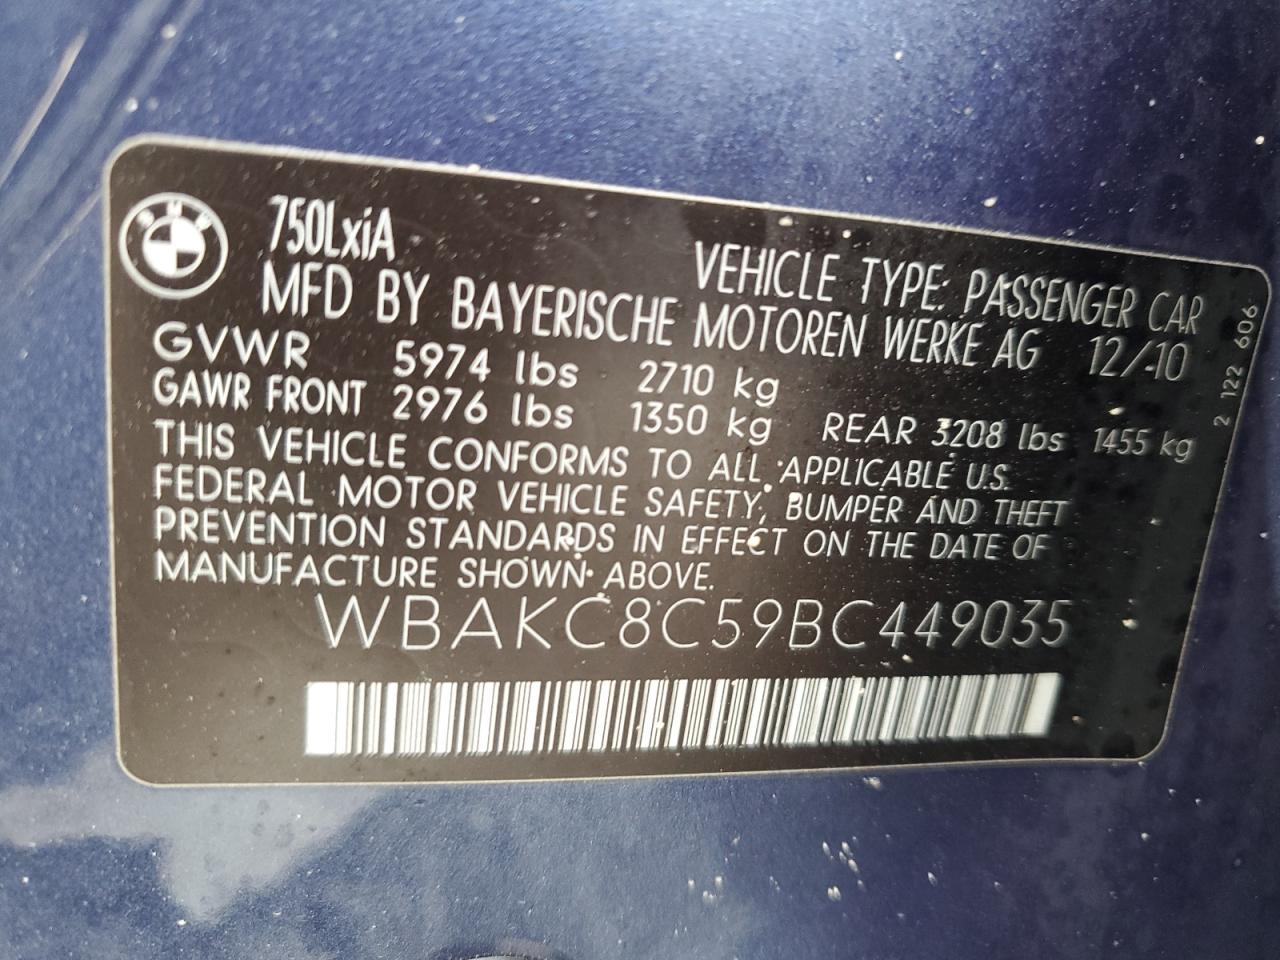 BMW
750LxiA
VEHICLE TYPE: PASSENGER CAR
MFD BY BAYERISCHE MOTOREN WERKE AG 12/10
GVWR 5974 lbs 2710 kg
GAWR FRONT 2976 lbs 1350 kg REAR 3208 lbs 1455 kg
THIS VEHICLE CONFORMS TO ALL APPLICABLE U.S.
FEDERAL MOTOR VEHICLE SAFETY, BUMPER AND THEFT
PREVENTION STANDARDS IN EFFECT ON THE DATE OF
MANUFACTURE SHOWN ABOVE.
WBAKC8C59BC449035
2 122 606